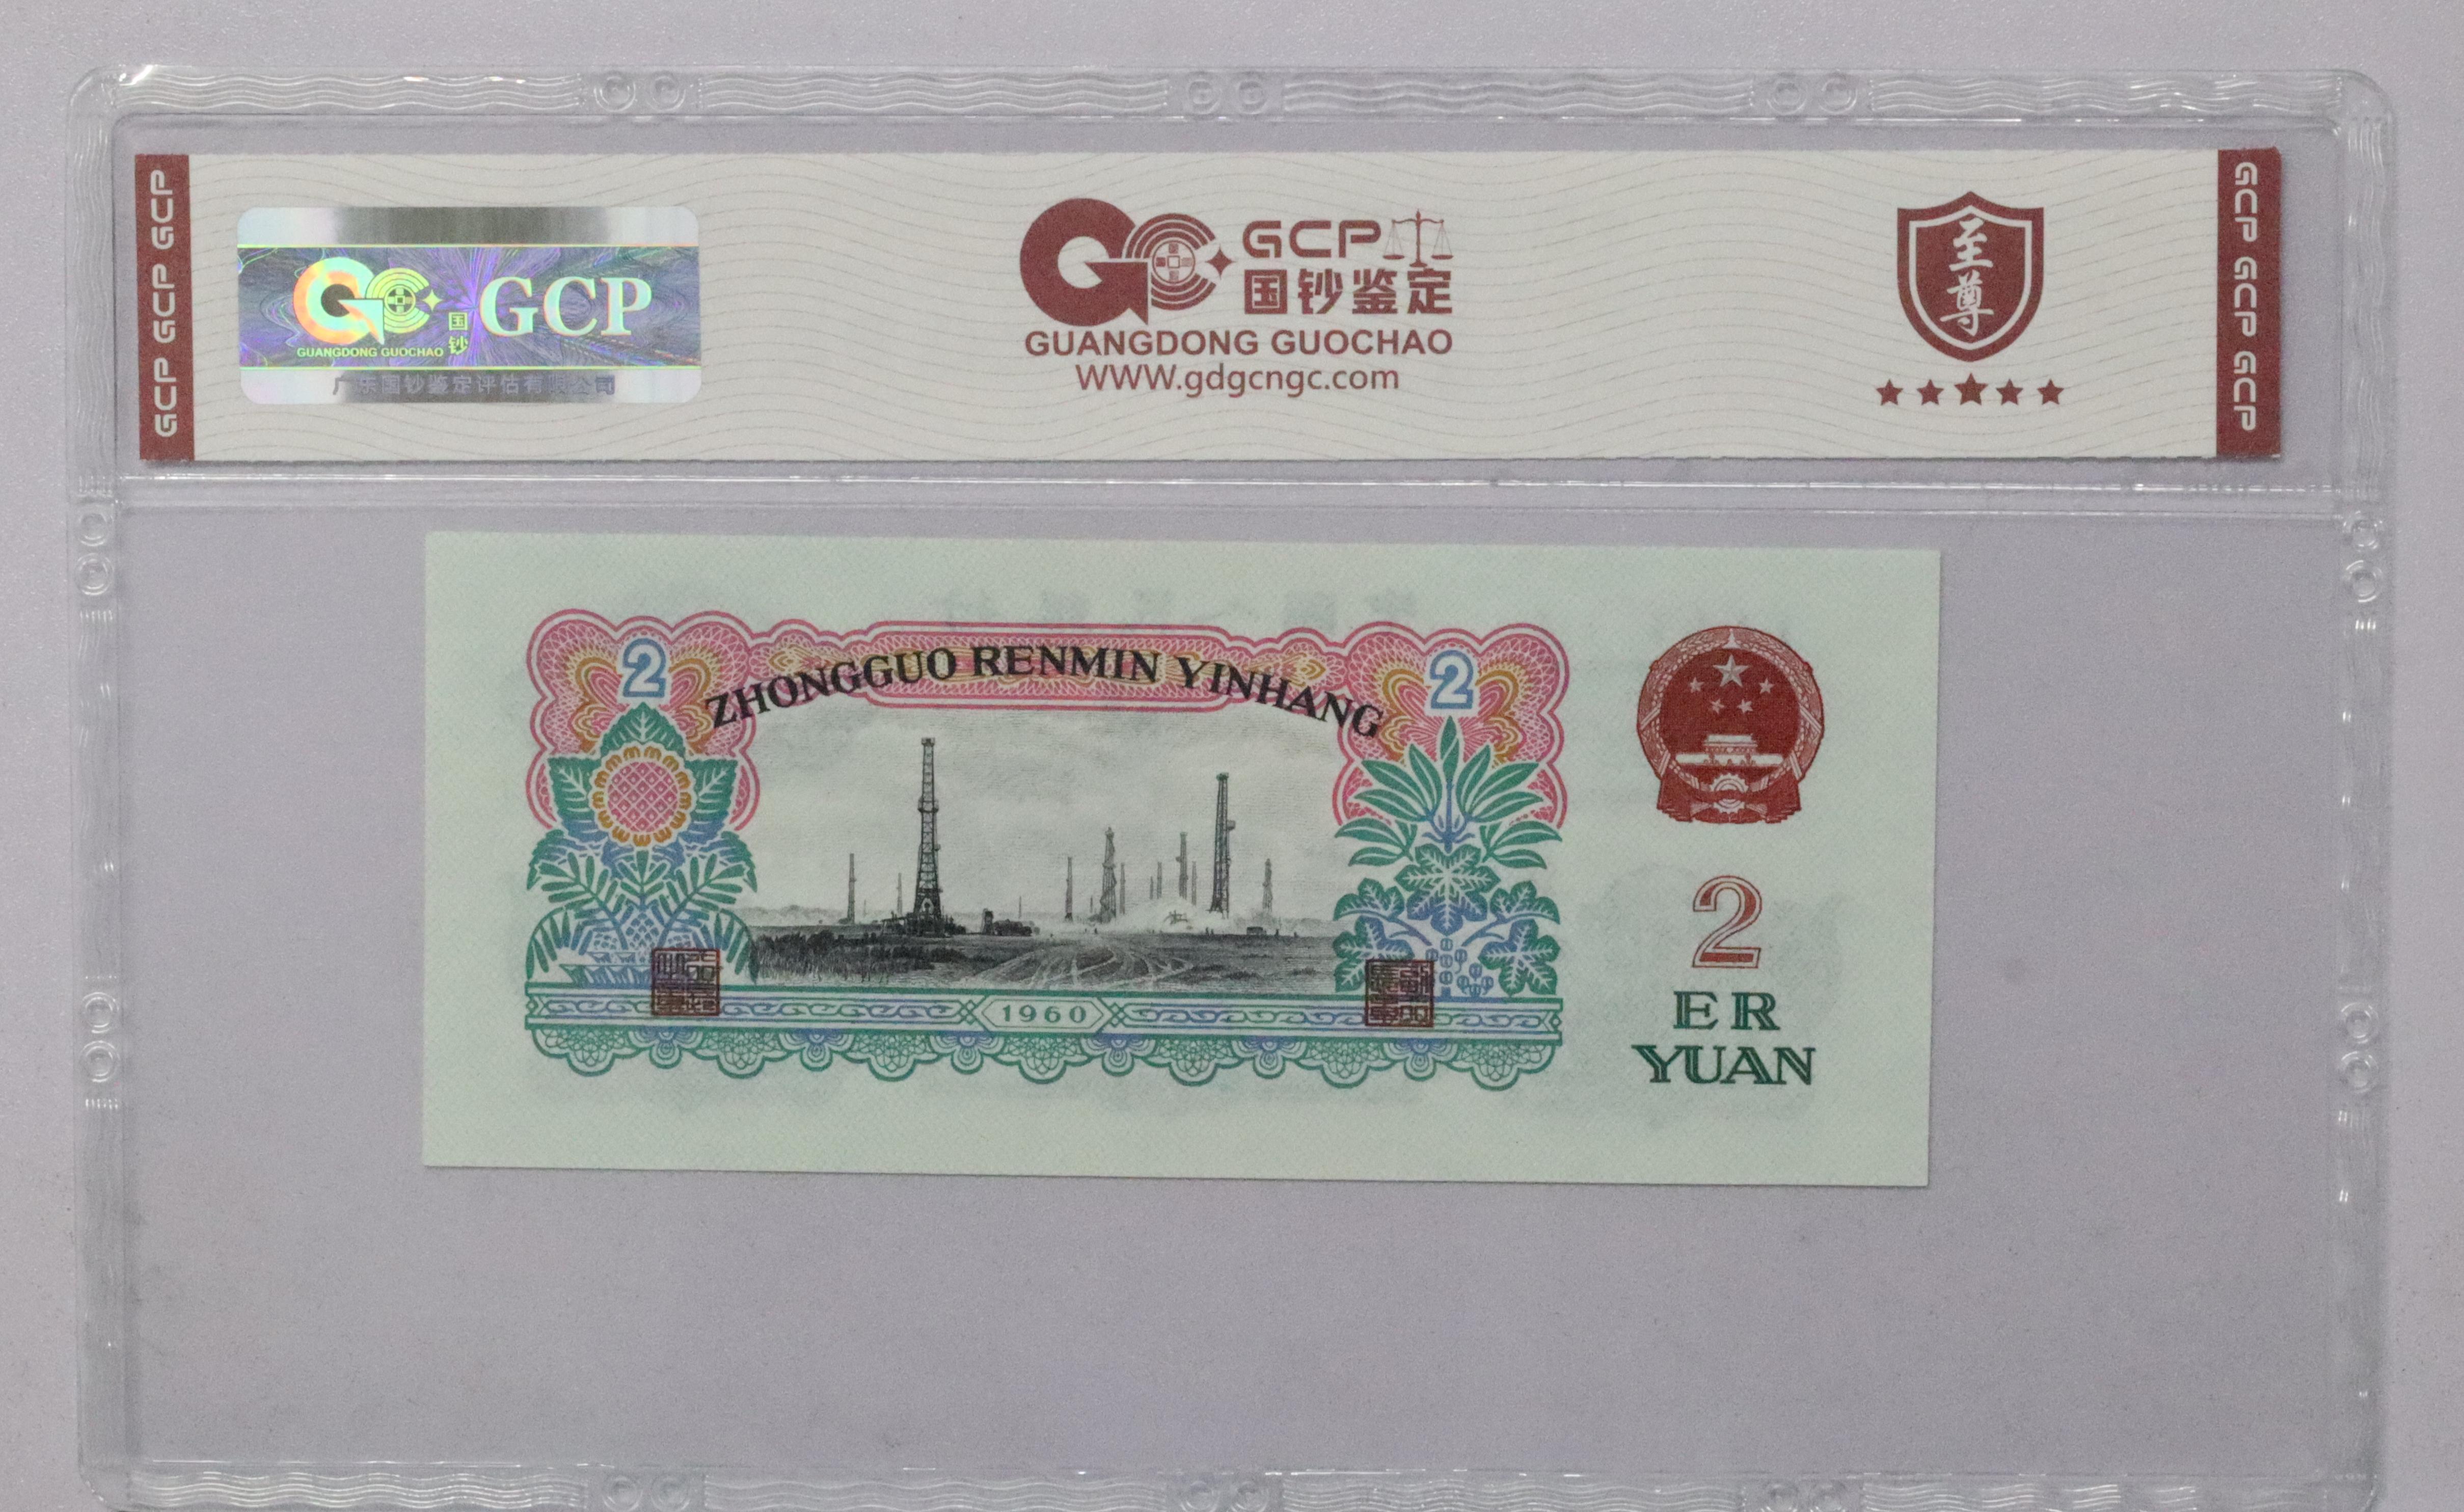 GCP GCP GCP
GUANGDONG GUOCHAO
国钞
GCP
广东国钞鉴定评估有限公司
GCP
国钞鉴定
GUANGDONG GUOCHAO
WWW.gdgcngc.com
至尊
GCP GCP GCP
2
ZHONGGUO RENMIN YINHANG
2
1960
2
ER
YUAN